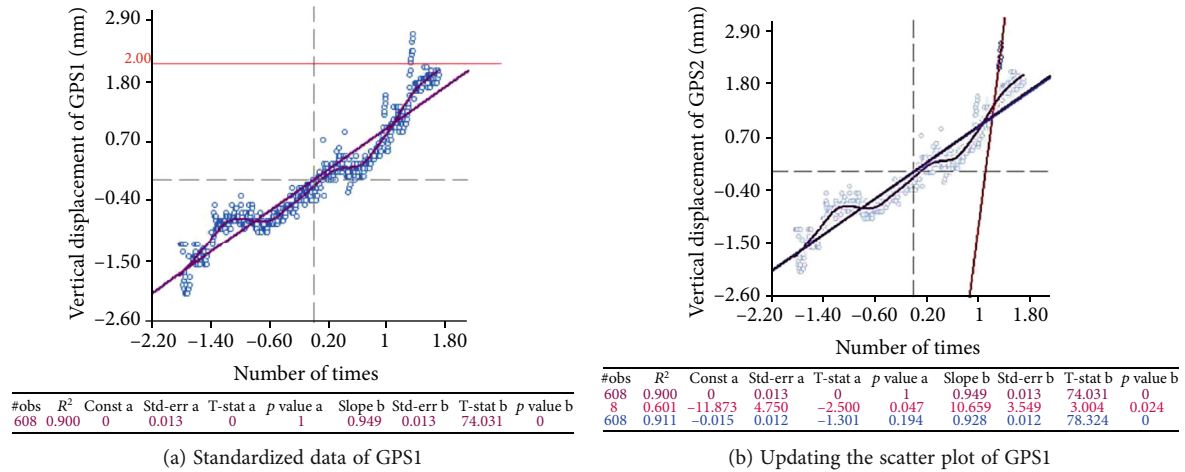 Vertical displacement of GPS1 (mm)
2.90
2.00
1.80
0.70
−0.40
−1.50
−2.60
−2.20 −1.40 −0.60 0.20 1 1.80
Number of times
#obs R² Const a Std-err a T-stat a p value a Slope b Std-err b T-stat b p value b
608 0.900 0 0.013 0 1 0.949 0.013 74.031 0
(a) Standardized data of GPS1
Vertical displacement of GPS2 (mm)
2.90
1.80
0.70
−0.40
−1.50
−2.60
−2.20 −1.40 −0.60 0.20 1 1.80
Number of times
#obs R² Const a Std-err a T-stat a p value a Slope b Std-err b T-stat b p value b
608 0.900 0 0.013 0 1 0.949 0.013 74.031 0
8 0.601 −11.873 4.750 −2.500 0.047 10.659 3.549 3.004 0.024
608 0.911 −0.015 0.012 −1.301 0.194 0.928 0.012 78.324 0
(b) Updating the scatter plot of GPS1